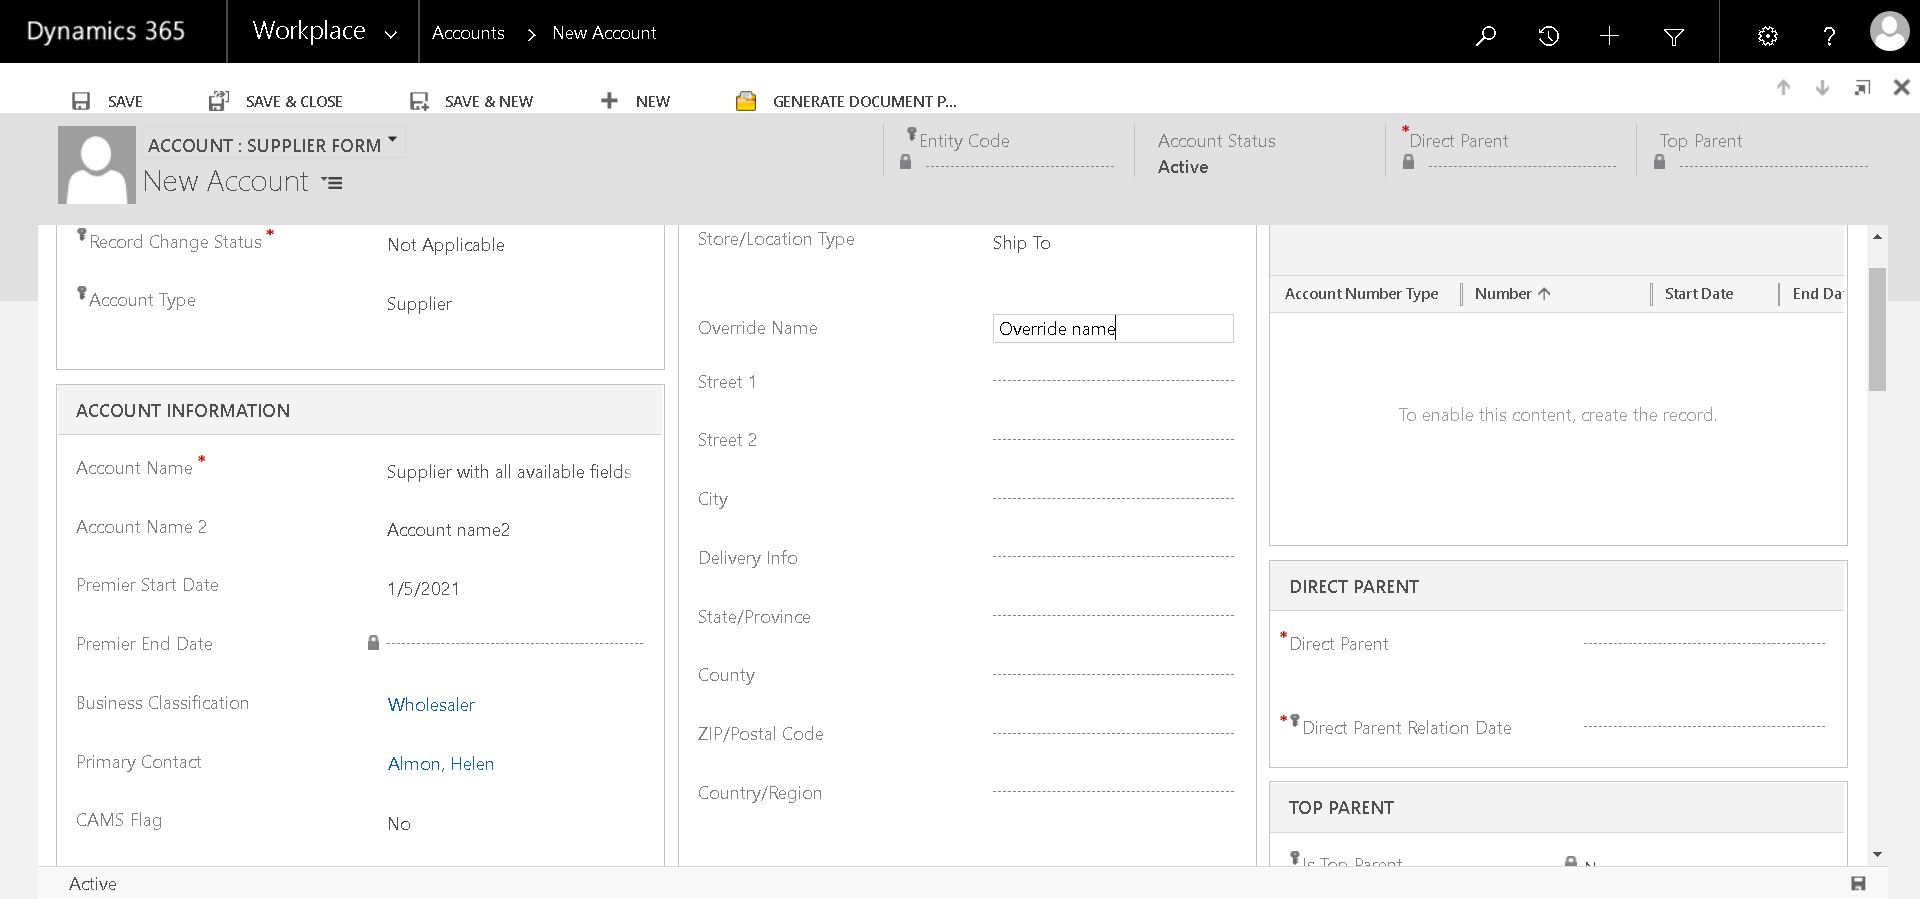 Dynamics 365 Workplace Accounts > New Account
SAVE SAVE & CLOSE SAVE & NEW NEW GENERATE DOCUMENT P...
ACCOUNT : SUPPLIER FORM
New Account
Entity Code
Account Status
Active
* Direct Parent
Top Parent
Record Change Status * Not Applicable
Account Type Supplier
ACCOUNT INFORMATION
Account Name * Supplier with all available fields
Account Name 2 Account name2
Premier Start Date 1/5/2021
Premier End Date
Business Classification Wholesaler
Primary Contact Almon, Helen
CAMS Flag No
Store/Location Type Ship To
Override Name Override name
Street 1
Street 2
City
Delivery Info
State/Province
County
ZIP/Postal Code
Country/Region
Account Number Type Number Start Date End Da
To enable this content, create the record.
DIRECT PARENT
* Direct Parent
* Direct Parent Relation Date
TOP PARENT
Is Top Parent
Active